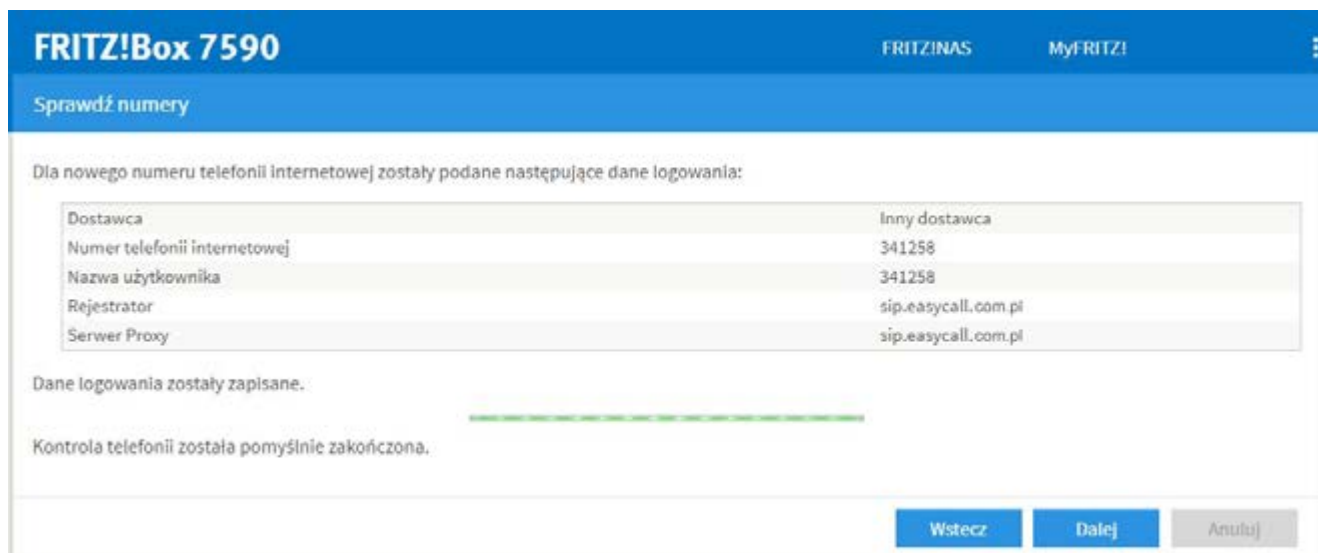 FRITZ!Box 7590 FRITZ!NAS MyFRITZ!
Sprawdź numery
Dla nowego numeru telefonii internetowej zostały podane następujące dane logowania:
Dostawca Inny dostawca
Numer telefonii internetowej 341258
Nazwa użytkownika 341258
Rejestrator sip.easycall.com.pl
Serwer Proxy sip.easycall.com.pl
Dane logowania zostały zapisane.
Kontrola telefonii została pomyślnie zakończona.
Wstecz Dalej Anuluj